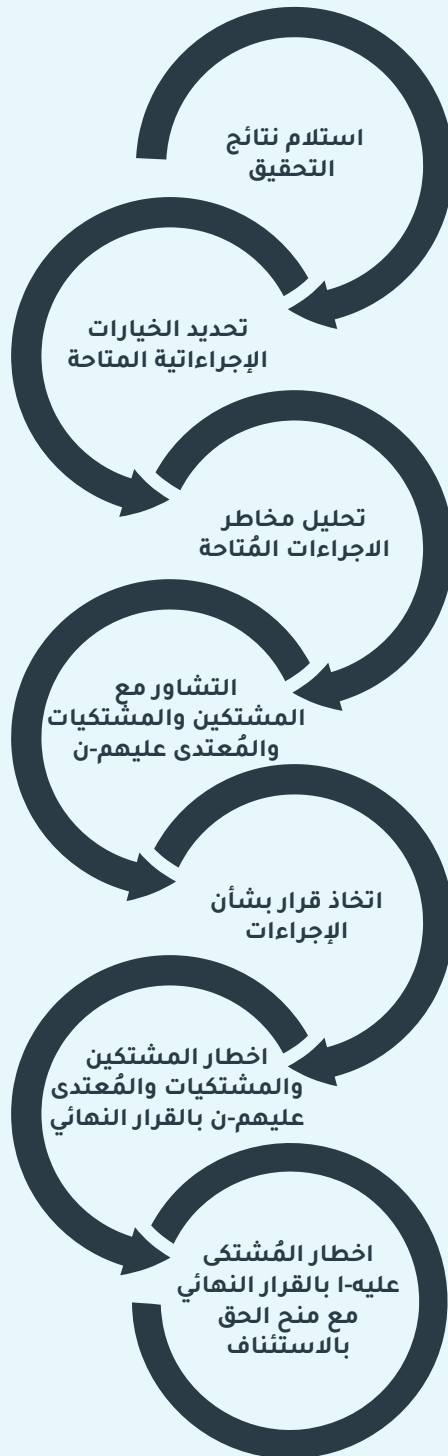 استلام نتائج
التحقيق
تحديد الخيارات
الإجراءاتية المتاحة
تحليل مخاطر
الاجراءات المُتاحة
التشاور مع
المشتكين والمشتكيات
والمُعتدى عليهم-ن
اتخاذ قرار بشأن
الإجراءات
اخطار المشتكين
والمشتكيات والمُعتدى
عليهم-ن بالقرار النهائي
اخطار المُشتكى
عليه-ا بالقرار النهائي
مع منح الحق
بالاستئناف